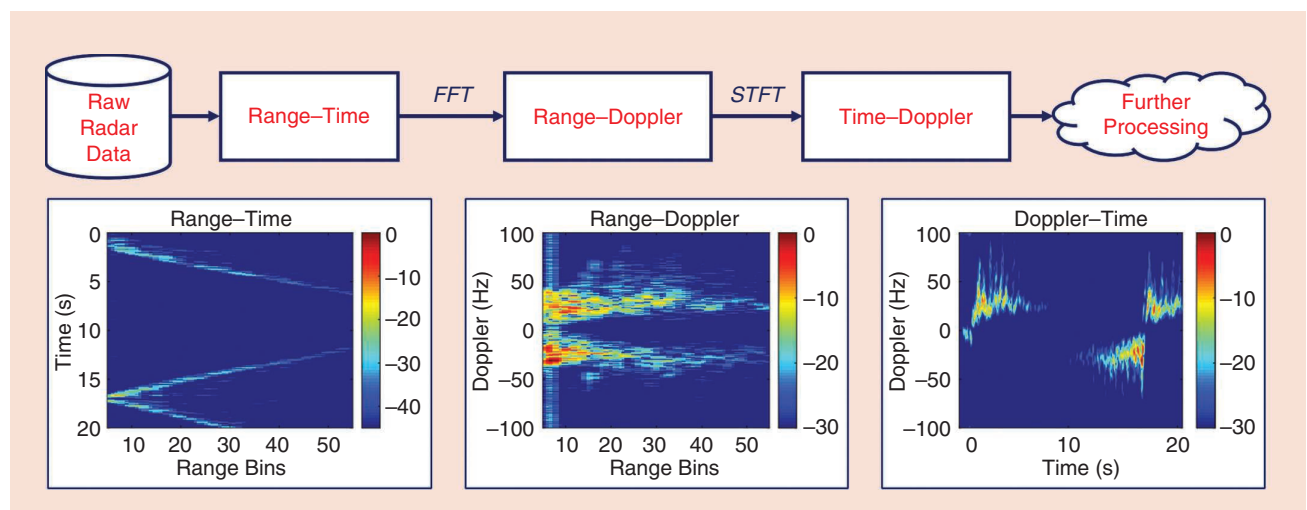 Raw
Radar
Data
Range–Time
FFT
Range–Doppler
STFT
Time–Doppler
Further
Processing
Range–Time
0
5
10
15
20
Time (s)
10 20 30 40 50
Range Bins
0
–10
–20
–30
–40
Range–Doppler
100
50
0
–50
–100
Doppler (Hz)
10 20 30 40 50
Range Bins
0
–10
–20
–30
Doppler–Time
100
50
0
–50
–100
Doppler (Hz)
0 10 20
Time (s)
0
–10
–20
–30